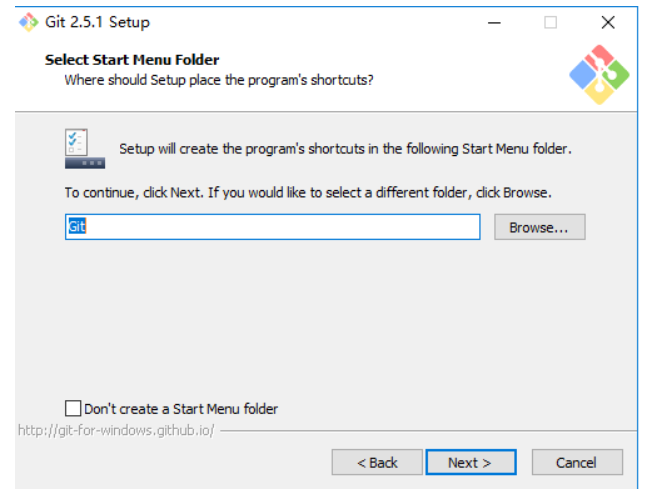 Git 2.5.1 Setup
Select Start Menu Folder
Where should Setup place the program's shortcuts?
Setup will create the program's shortcuts in the following Start Menu folder.
To continue, click Next. If you would like to select a different folder, click Browse.
Git
Browse...
Don't create a Start Menu folder
http://git-for-windows.github.io/
< Back
Next >
Cancel